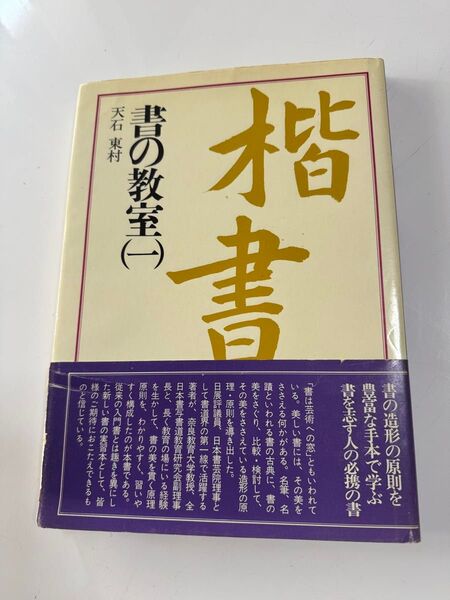 楷書
書の教室(一)
天石 東村
書の造形の原則を
豊富な手本で学ぶ
書を志す人の必携の書
「書は芸術への窓」ともいわれて
いる。美しい書には、その美を
ささえる何かがある。名筆、名
蹟といわれる書の古典に、書の
美をさぐり、比較・検討して、
その美をささえている造形の原
理・原則を導き出した。
日展評議員、日本書芸院理事と
して書道界の第一線で活躍する
著者が、奈良教育大学教授、全
日本書写書道教育研究会副理事
長と、長く教育の場にいる経験
を生かして、書の美を貫く原理
原則を、わかりやすく、習いや
すく構成したのが本書である。
従来の入門書とは趣きを異にし
た新しい書の実習本として、皆
様のご期待におこたえできるも
のと信じている。